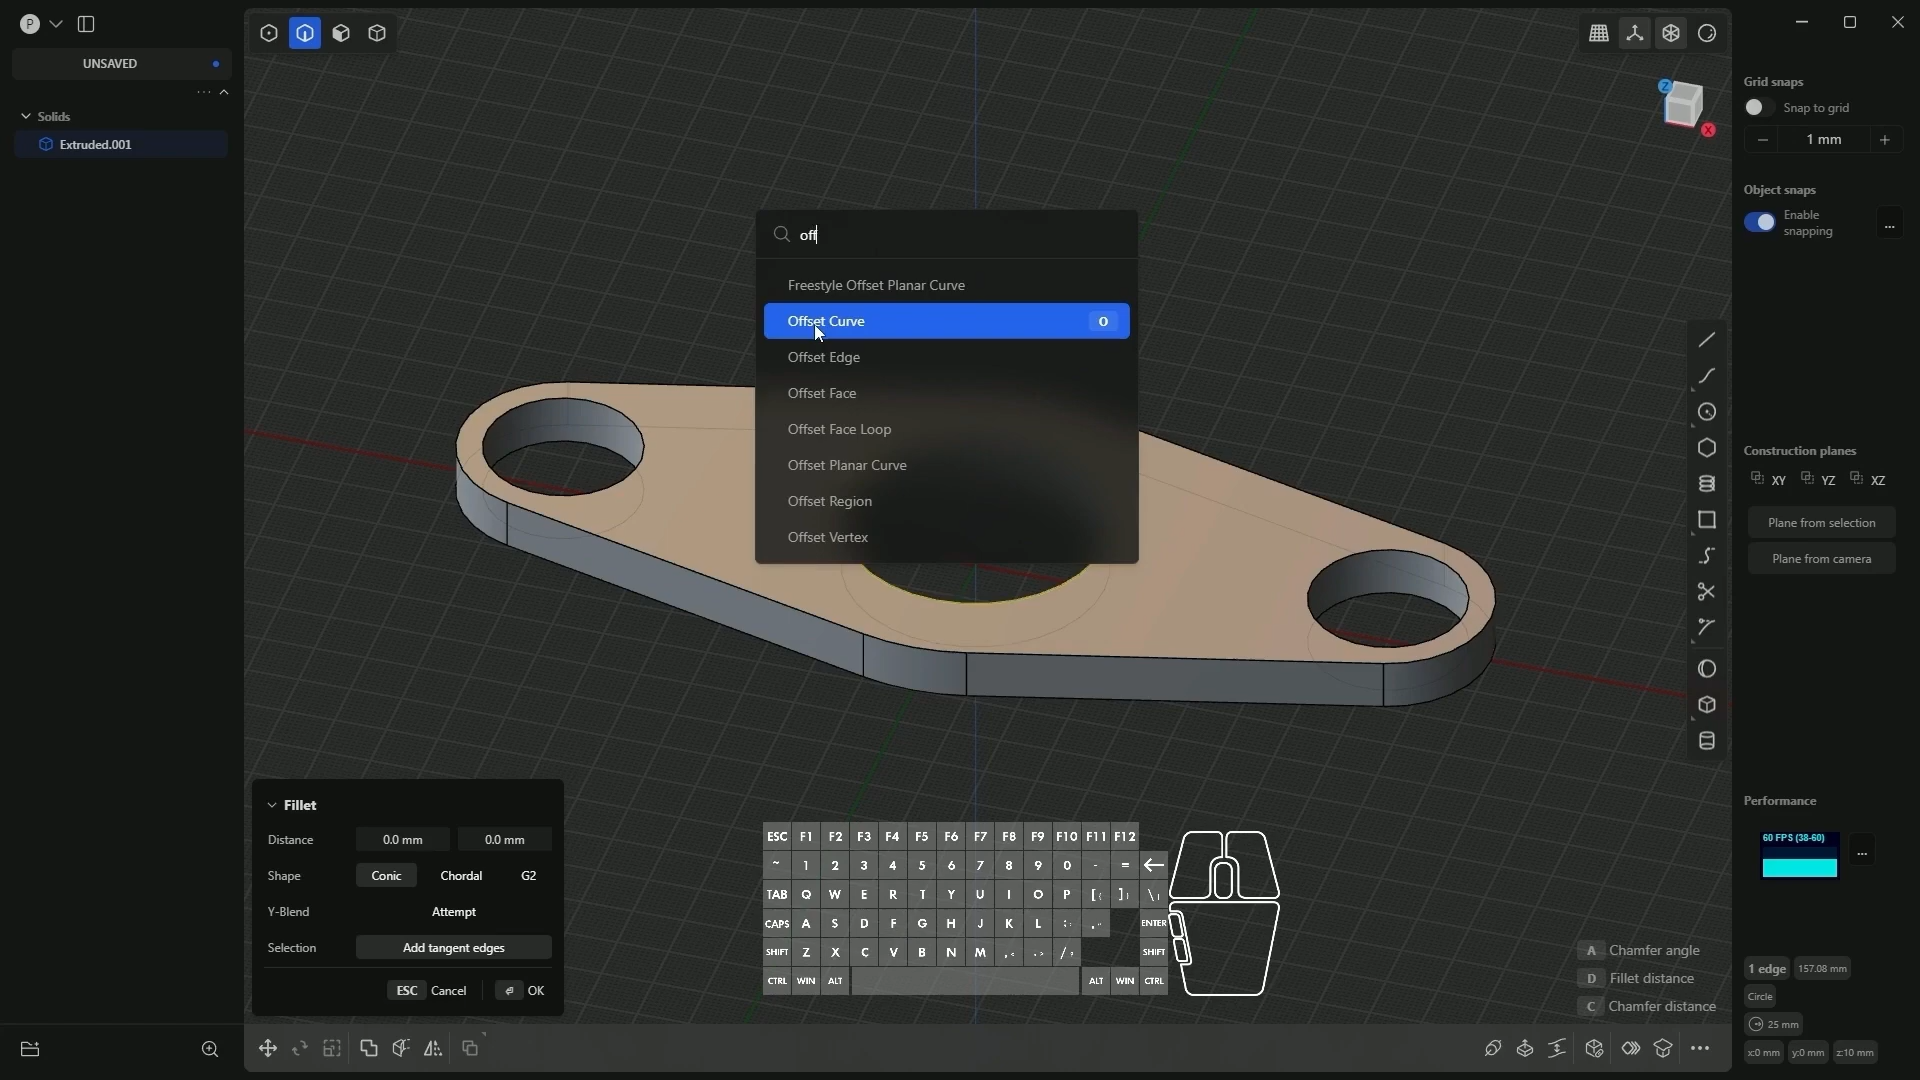 P
UNSAVED
Solids
Extruded.001
Z
X
Grid snaps
Snap to grid
1 mm
Object snaps
Enable
snapping
...
off
Freestyle Offset Planar Curve
Offset Curve O
Offset Edge
Offset Face
Offset Face Loop
Offset Planar Curve
Offset Region
Offset Vertex
Construction planes
XY YZ XZ
Plane from selection
Plane from camera
Fillet
Distance 0.0 mm 0.0 mm
Shape Conic Chordal G2
Y-Blend Attempt
Selection Add tangent edges
ESC Cancel OK
ESC F1 F2 F3 F4 F5 F6 F7 F8 F9 F10 F11 F12
~ 1 2 3 4 5 6 7 8 9 0 - =
TAB Q W E R T Y U I O P [{ ]} \|
CAPS A S D F G H J K L ENTER
SHIFT Z X C V B N M SHIFT
CTRL WIN ALT ALT WIN CTRL
Performance
60 FPS (38-60)
...
A Chamfer angle
D Fillet distance
C Chamfer distance
1 edge 157.08 mm
Circle
25 mm
x:0 mm y:0 mm z:10 mm